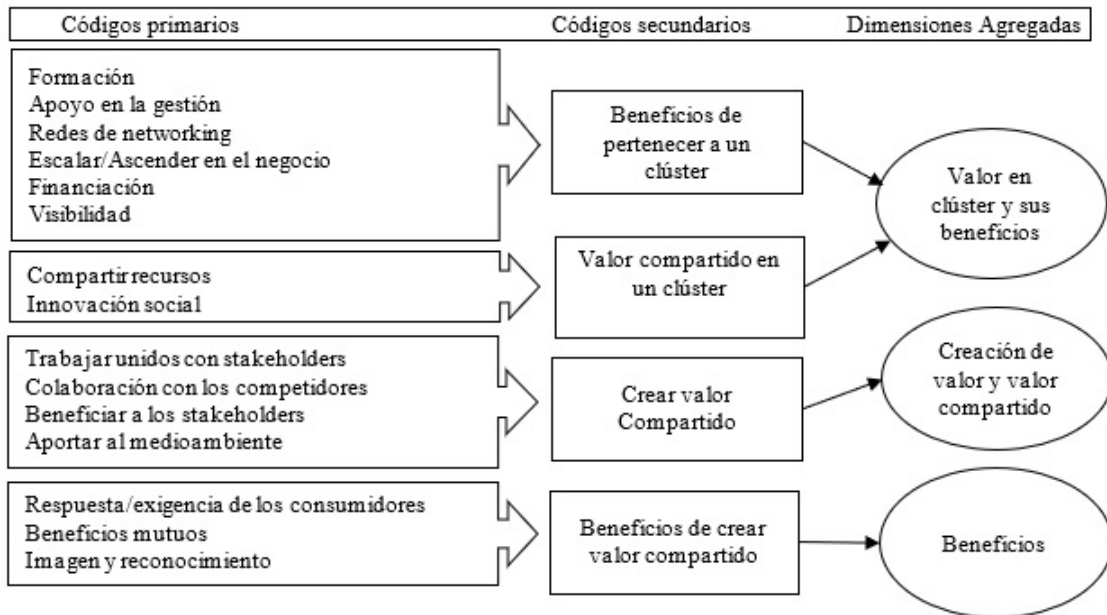 Códigos primarios
Códigos secundarios
Dimensiones Agregadas
Formación
Apoyo en la gestión
Redes de networking
Escalar/Ascender en el negocio
Financiación
Visibilidad
Beneficios de
pertenecer a un
clúster
Valor en
clúster y sus
beneficios
Compartir recursos
Innovación social
Valor compartido en
un clúster
Trabajar unidos con stakeholders
Colaboración con los competidores
Beneficiar a los stakeholders
Aportar al medioambiente
Crear valor
Compartido
Creación de
valor y valor
compartido
Respuesta/exigencia de los consumidores
Beneficios mutuos
Imagen y reconocimiento
Beneficios de crear
valor compartido
Beneficios